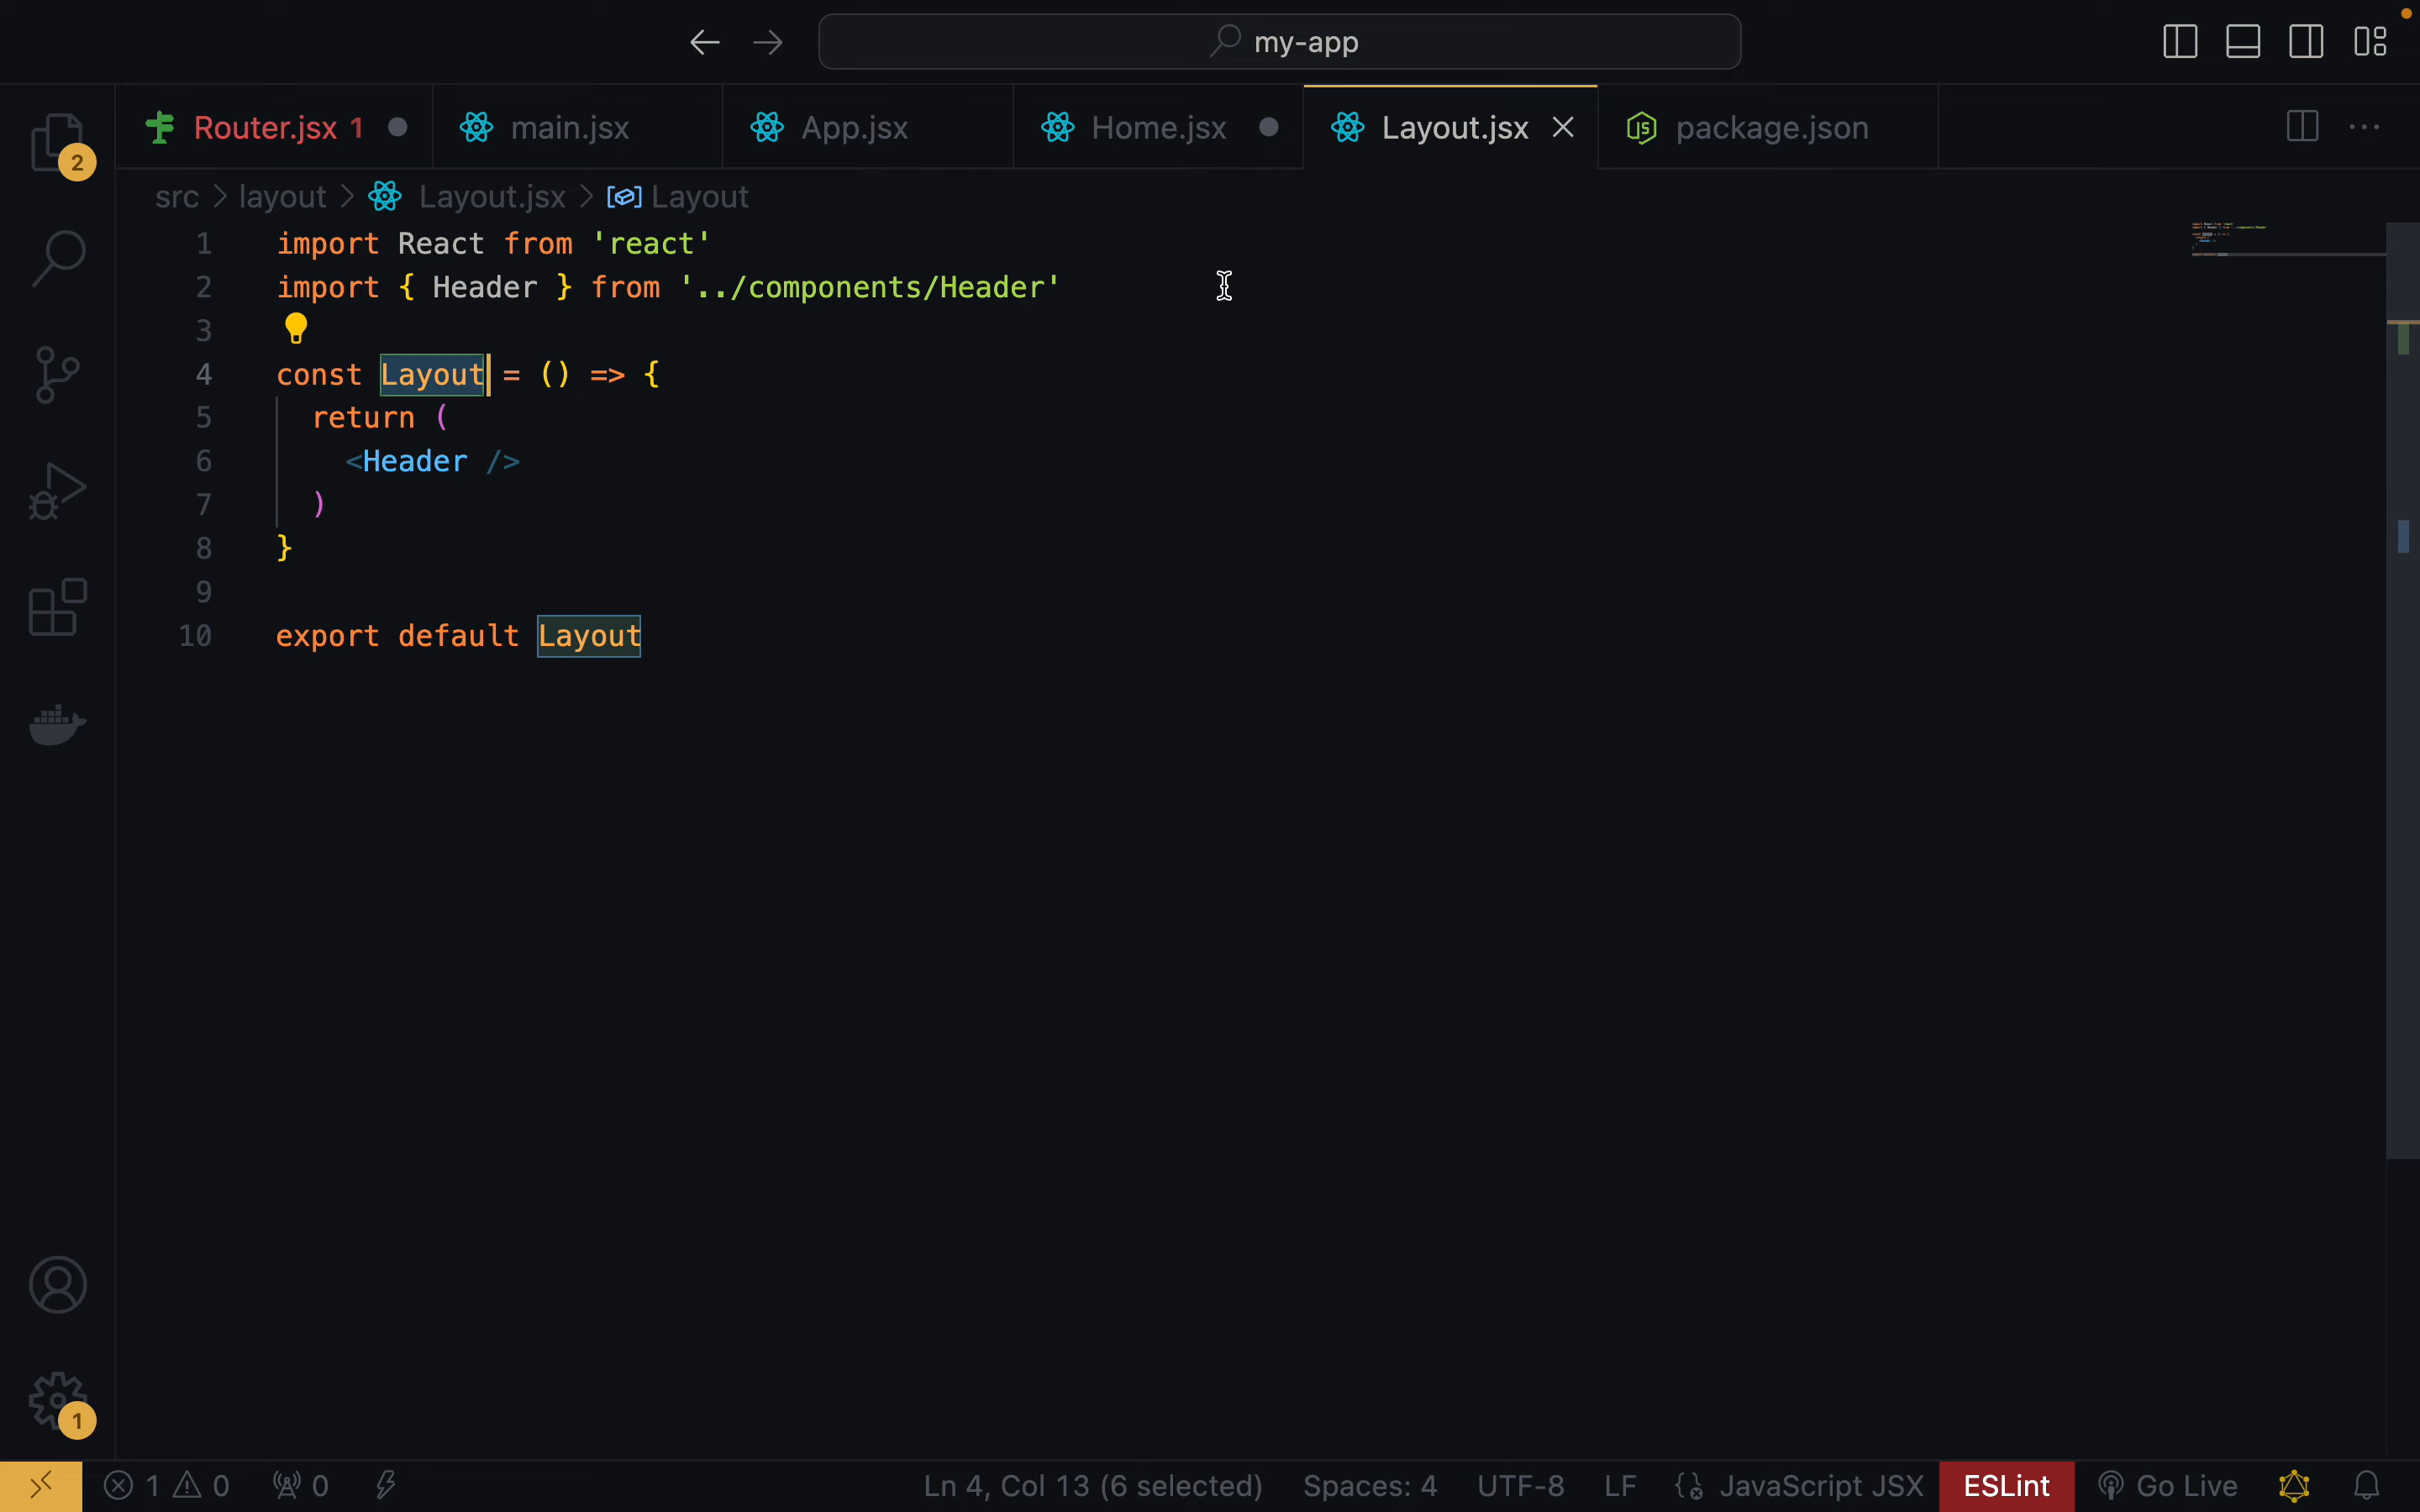 my-app
Router.jsx 1
main.jsx
App.jsx
Home.jsx
Layout.jsx
package.json
2
src > layout > Layout.jsx > Layout
1 import React from 'react'
2 import { Header } from '../components/Header'
3
4 const Layout = () => {
5 return (
6 <Header />
7 )
8 }
9
10 export default Layout
1
1 0 0
Ln 4, Col 13 (6 selected)
Spaces: 4
UTF-8
LF
JavaScript JSX
ESLint
Go Live